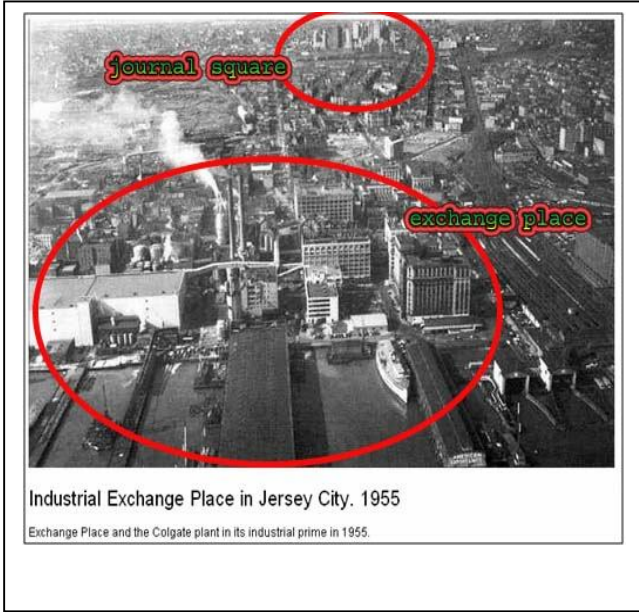 journal square
exchange place
AMERICAN
Industrial Exchange Place in Jersey City. 1955
Exchange Place and the Colgate plant in its industrial prime in 1955.